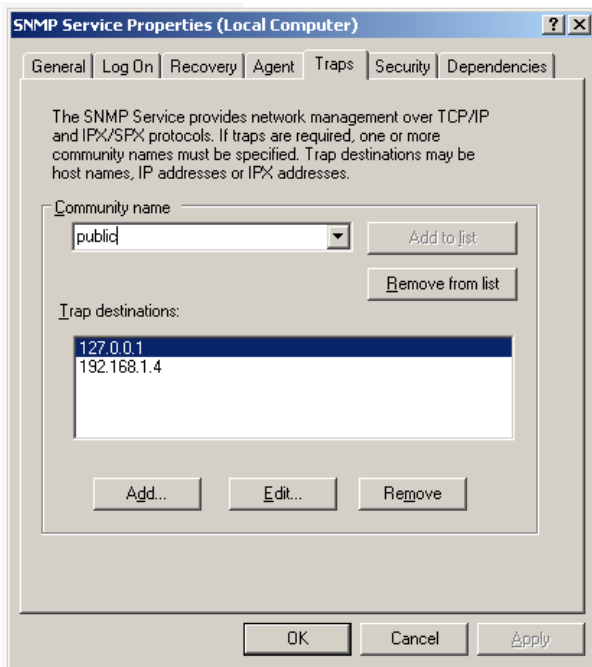 SNMP Service Properties (Local Computer)
General Log On Recovery Agent Traps Security Dependencies
The SNMP Service provides network management over TCP/IP
and IPX/SPX protocols. If traps are required, one or more
community names must be specified. Trap destinations may be
host names, IP addresses or IPX addresses.
Community name
public
Add to list
Remove from list
Trap destinations:
127.0.0.1
192.168.1.4
Add... Edit... Remove
OK Cancel Apply